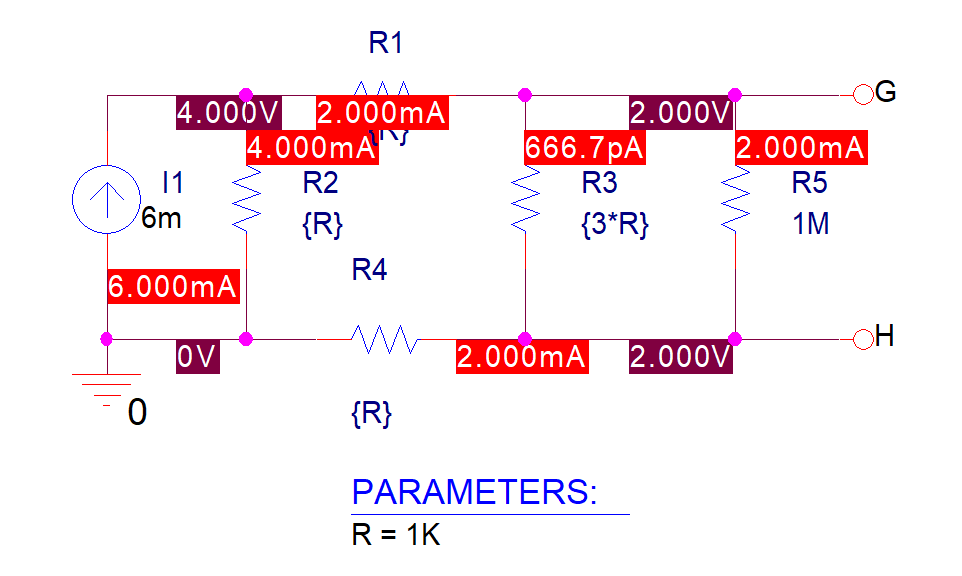 R1
G
4.000V
2.000mA
2.000V
{R}
4.000mA
666.7pA
2.000mA
I1
R2
R3
R5
6m
{R}
{3*R}
1M
R4
6.000mA
0V
2.000mA
2.000V
H
0
{R}
PARAMETERS:
R = 1K